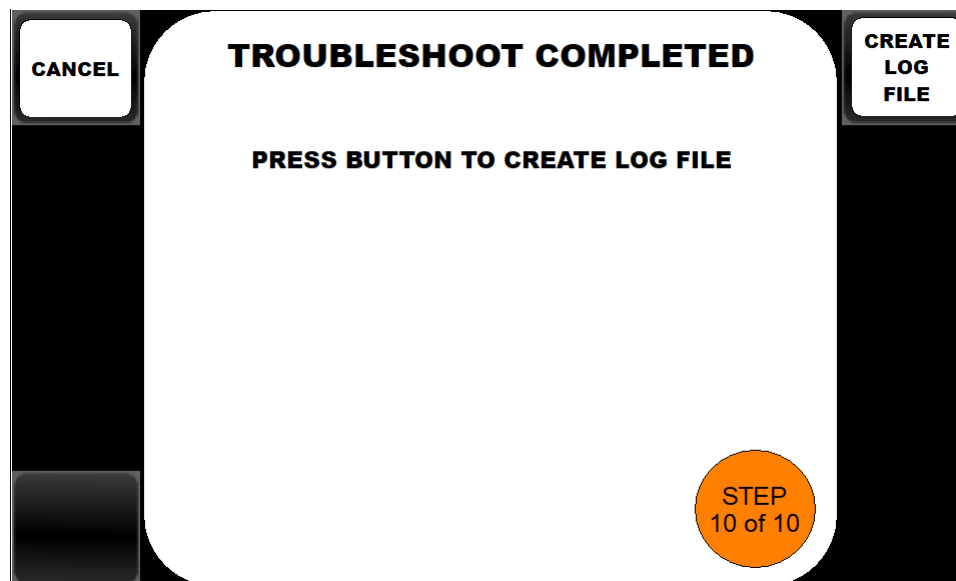 CANCEL
TROUBLESHOOT COMPLETED
CREATE
LOG
FILE
PRESS BUTTON TO CREATE LOG FILE
STEP
10 of 10